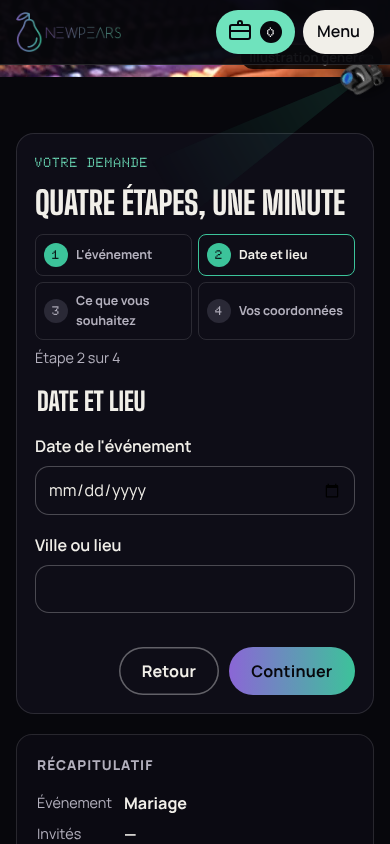 NEWPEARS
0
Menu
VOTRE DEMANDE
QUATRE ÉTAPES, UNE MINUTE
1 L'événement
2 Date et lieu
3 Ce que vous
souhaitez
4 Vos coordonnées
Étape 2 sur 4
DATE ET LIEU
Date de l'événement
mm/dd/yyyy
Ville ou lieu
Retour
Continuer
RÉCAPITULATIF
Événement Mariage
Invités —